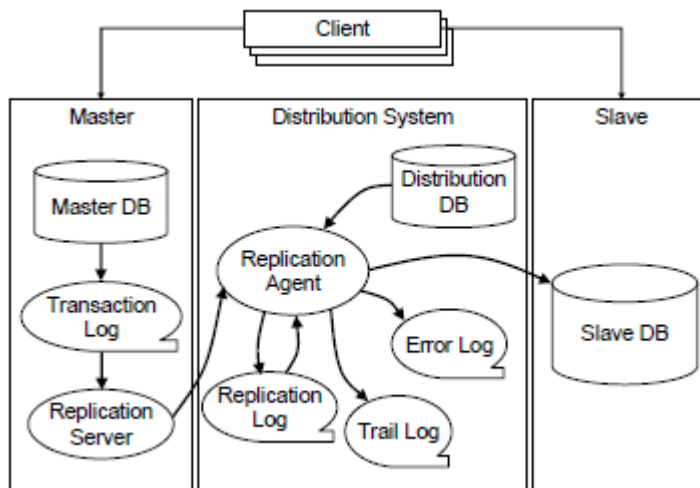 Client
Master
Distribution System
Slave
Master DB
Distribution
DB
Replication
Agent
Transaction
Log
Error Log
Slave DB
Replication
Server
Replication
Log
Trail Log